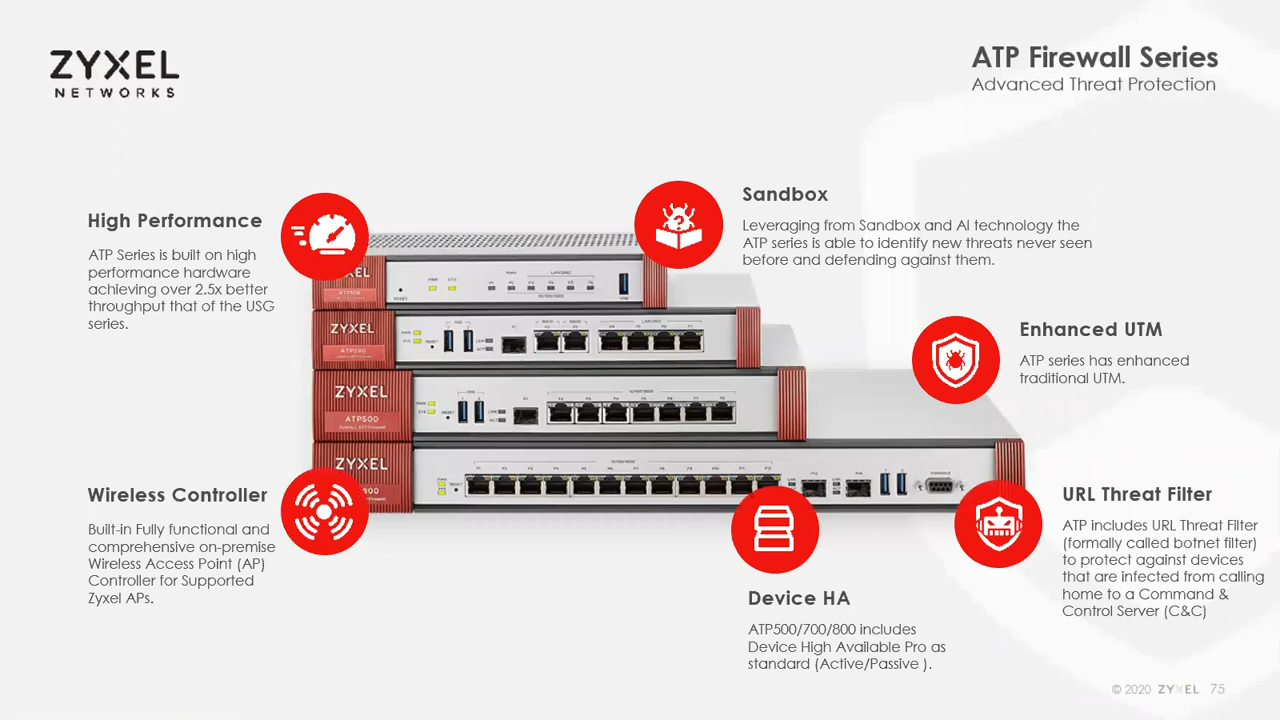 ZYXEL
NETWORKS
ATP Firewall Series
Advanced Threat Protection
High Performance
ATP Series is built on high
performance hardware
achieving over 2.5x better
throughput that of the USG
series.
Sandbox
Leveraging from Sandbox and AI technology the
ATP series is able to identify new threats never seen
before and defending against them.
Enhanced UTM
ATP series has enhanced
traditional UTM.
ZYXEL
ATP200
ZYXEL
ATP500
ZYXEL
RESET
RESET
RESET
RESET
CONSOLE
Wireless Controller
Built-in Fully functional and
comprehensive on-premise
Wireless Access Point (AP)
Controller for Supported
Zyxel APs.
URL Threat Filter
ATP includes URL Threat Filter
(formally called botnet filter)
to protect against devices
that are infected from calling
home to a Command &
Control Server (C&C)
Device HA
ATP500/700/800 includes
Device High Available Pro as
standard (Active/Passive ).
© 2020 ZYXEL 75